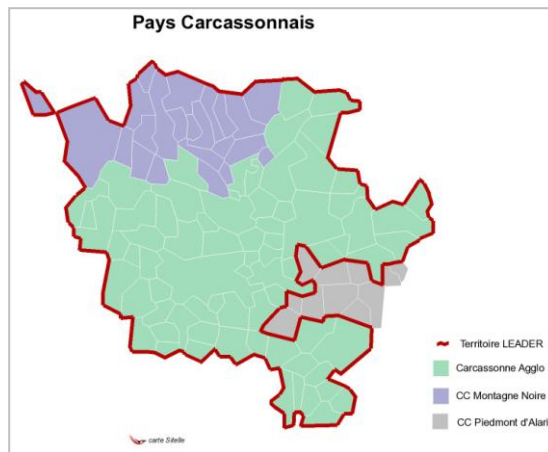 Pays Carcassonnais
Territoire LEADER
Carcassonne Agglo
CC Montagne Noire
CC Piedmont d'Alari
carte Sitelle